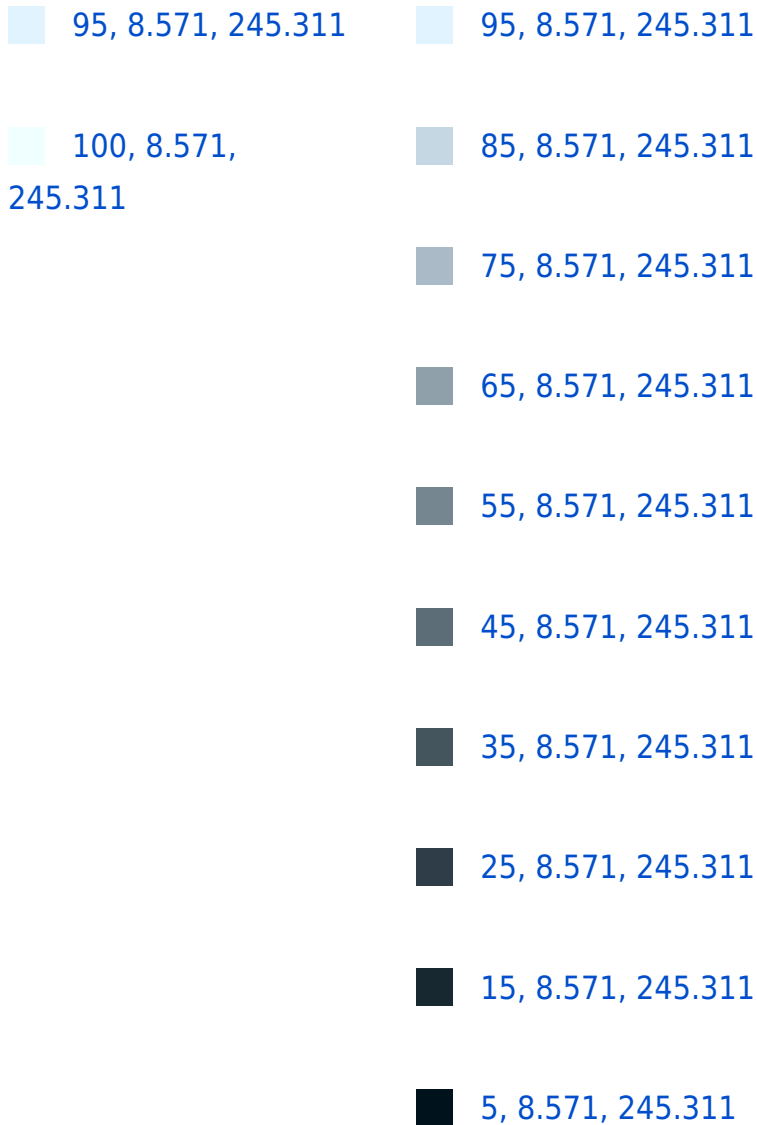 95, 8.571, 245.311
100, 8.571,
245.311
95, 8.571, 245.311
85, 8.571, 245.311
75, 8.571, 245.311
65, 8.571, 245.311
55, 8.571, 245.311
45, 8.571, 245.311
35, 8.571, 245.311
25, 8.571, 245.311
15, 8.571, 245.311
5, 8.571, 245.311